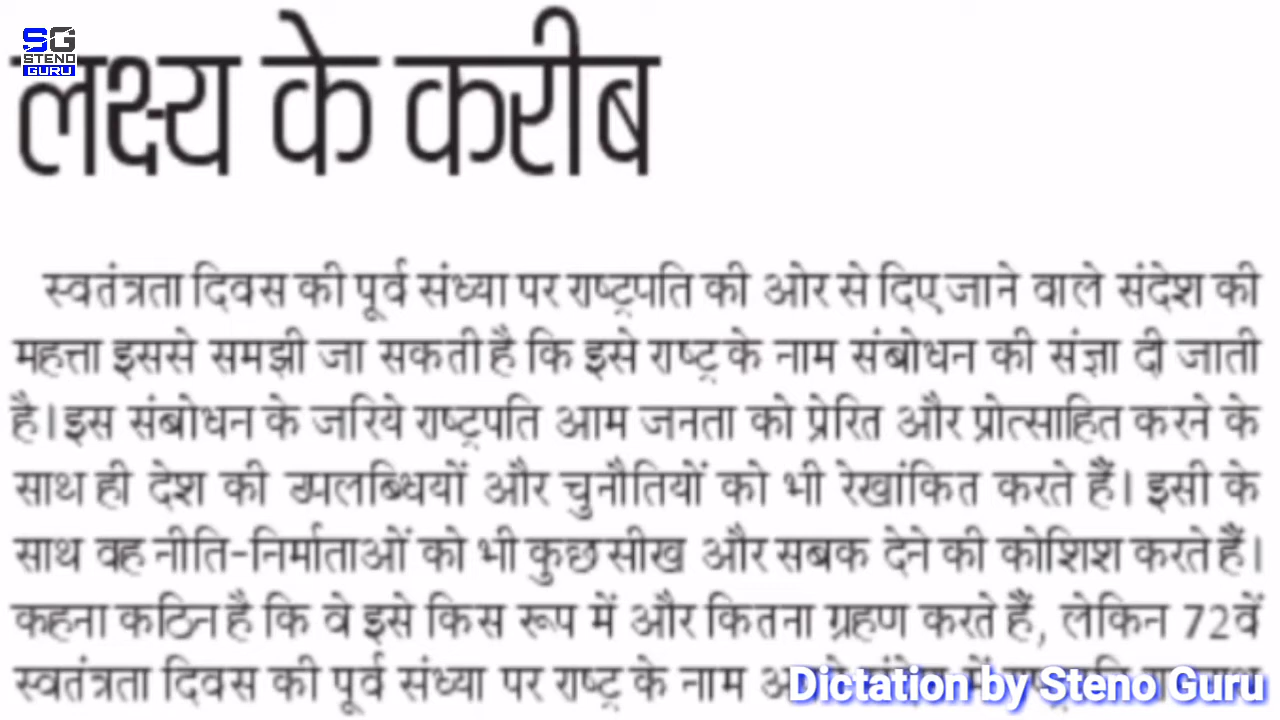 SG
STENO
GURU
लक्ष्य के करीब
स्वतंत्रता दिवस की पूर्व संध्या पर राष्ट्रपति की ओर से दिए जाने वाले संदेश की
महत्ता इससे समझी जा सकती है कि इसे राष्ट्र के नाम संबोधन की संज्ञा दी जाती
है। इस संबोधन के जरिये राष्ट्रपति आम जनता को प्रेरित और प्रोत्साहित करने के
साथ ही देश की उपलब्धियों और चुनौतियों को भी रेखांकित करते हैं। इसी के
साथ वह नीति-निर्माताओं को भी कुछ सीख और सबक देने की कोशिश करते हैं।
कहना कठिन है कि वे इसे किस रूप में और कितना ग्रहण करते हैं, लेकिन 72वें
स्वतंत्रता दिवस की पूर्व संध्या पर राष्ट्र के नाम
Dictation by Steno Guru